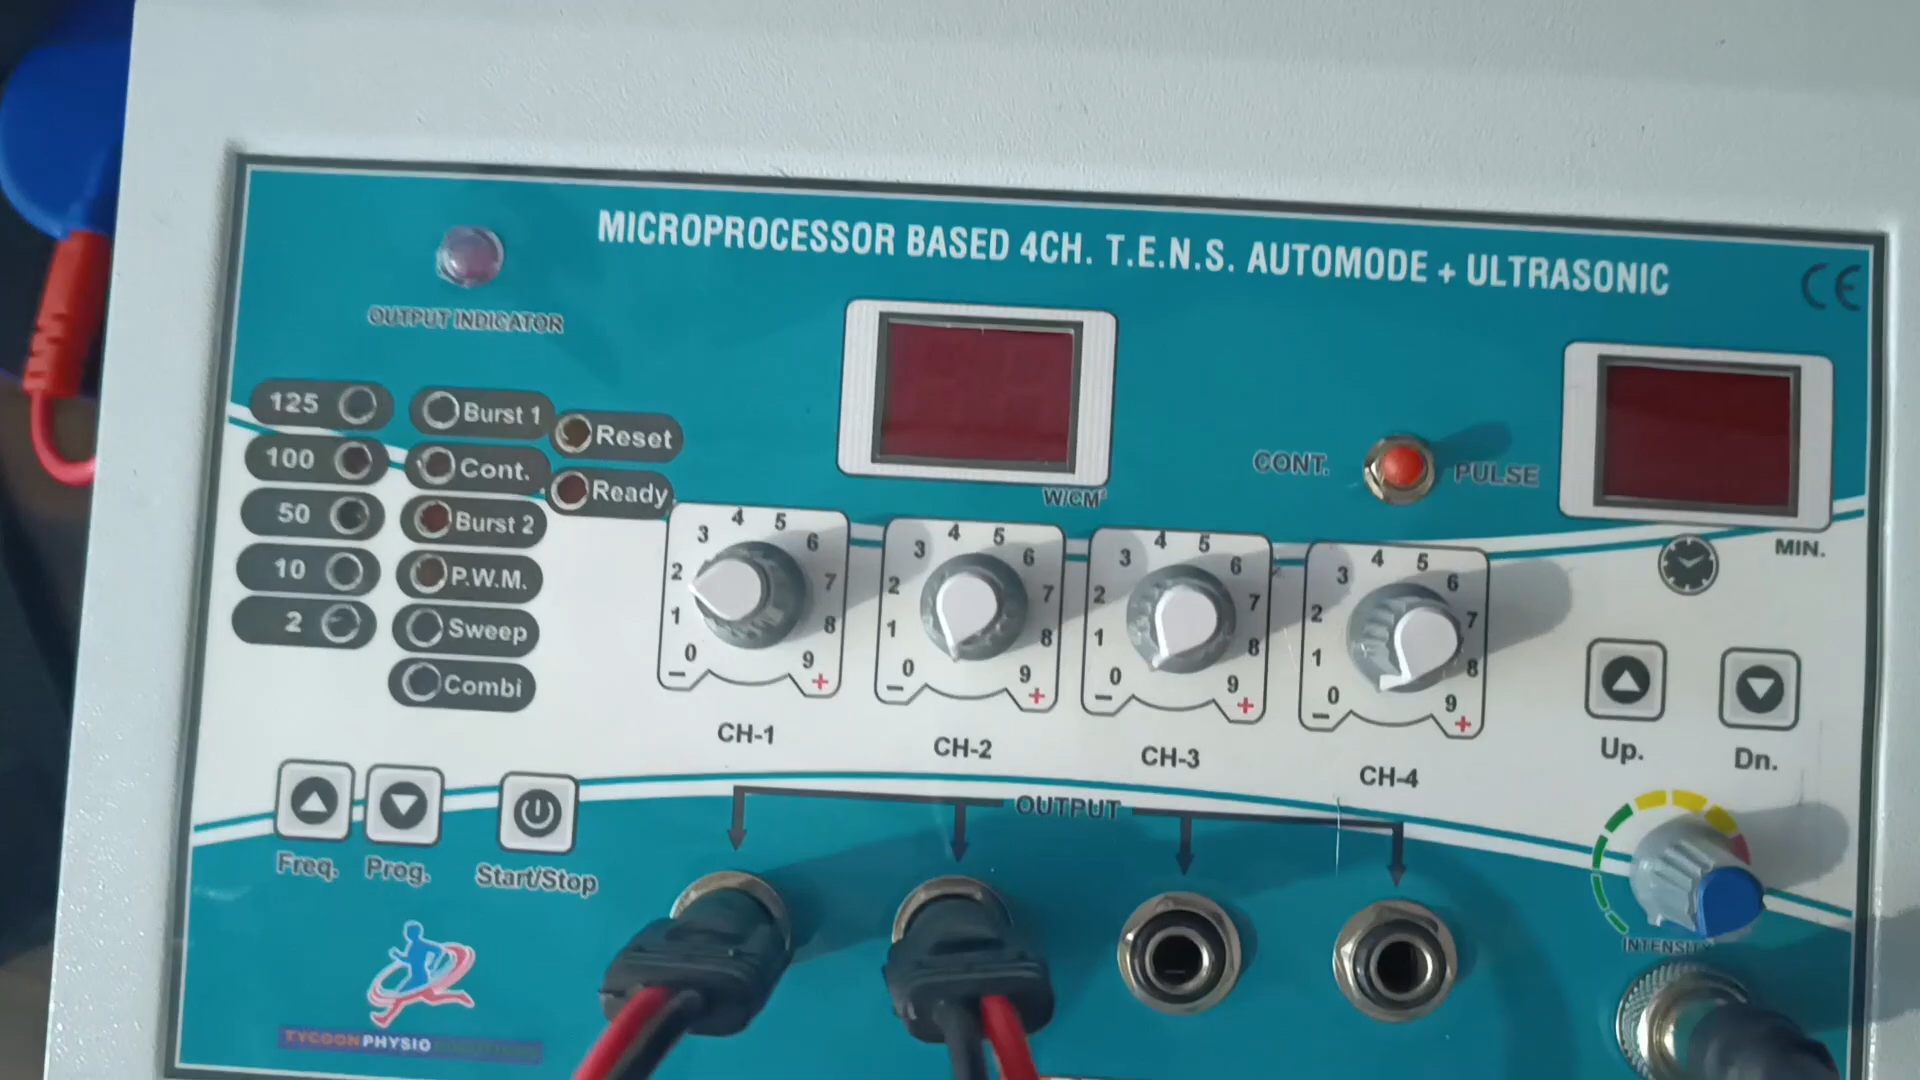 MICROPROCESSOR BASED 4CH. T.E.N.S. AUTOMODE + ULTRASONIC
CE
OUTPUT INDICATOR
125
100
50
10
2
Burst 1
Cont.
Burst 2
P.W.M.
Sweep
Combi
Reset
Ready
W/CM²
CONT.
PULSE
MIN.
0 1 2 3 4 5 6 7 8 9
− +
CH-1
0 1 2 3 4 5 6 7 8 9
− +
CH-2
0 1 2 3 4 5 6 7 8 9
− +
CH-3
0 1 2 3 4 5 6 7 8 9
− +
CH-4
Up.
Dn.
Freq.
Prog.
Start/Stop
OUTPUT
INTENSITY
TYCOON PHYSIO